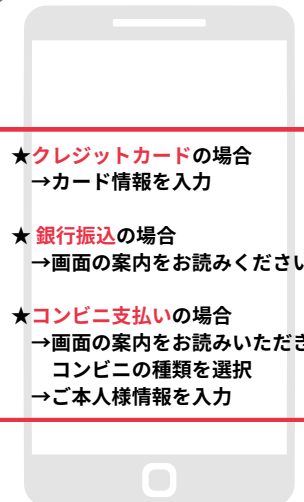 ★クレジットカードの場合
→カード情報を入力
★ 銀行振込の場合
→画面の案内をお読みくださ
★コンビニ支払いの場合
→画面の案内をお読みいただ
コンビニの種類を選択
→ご本人様情報を入力